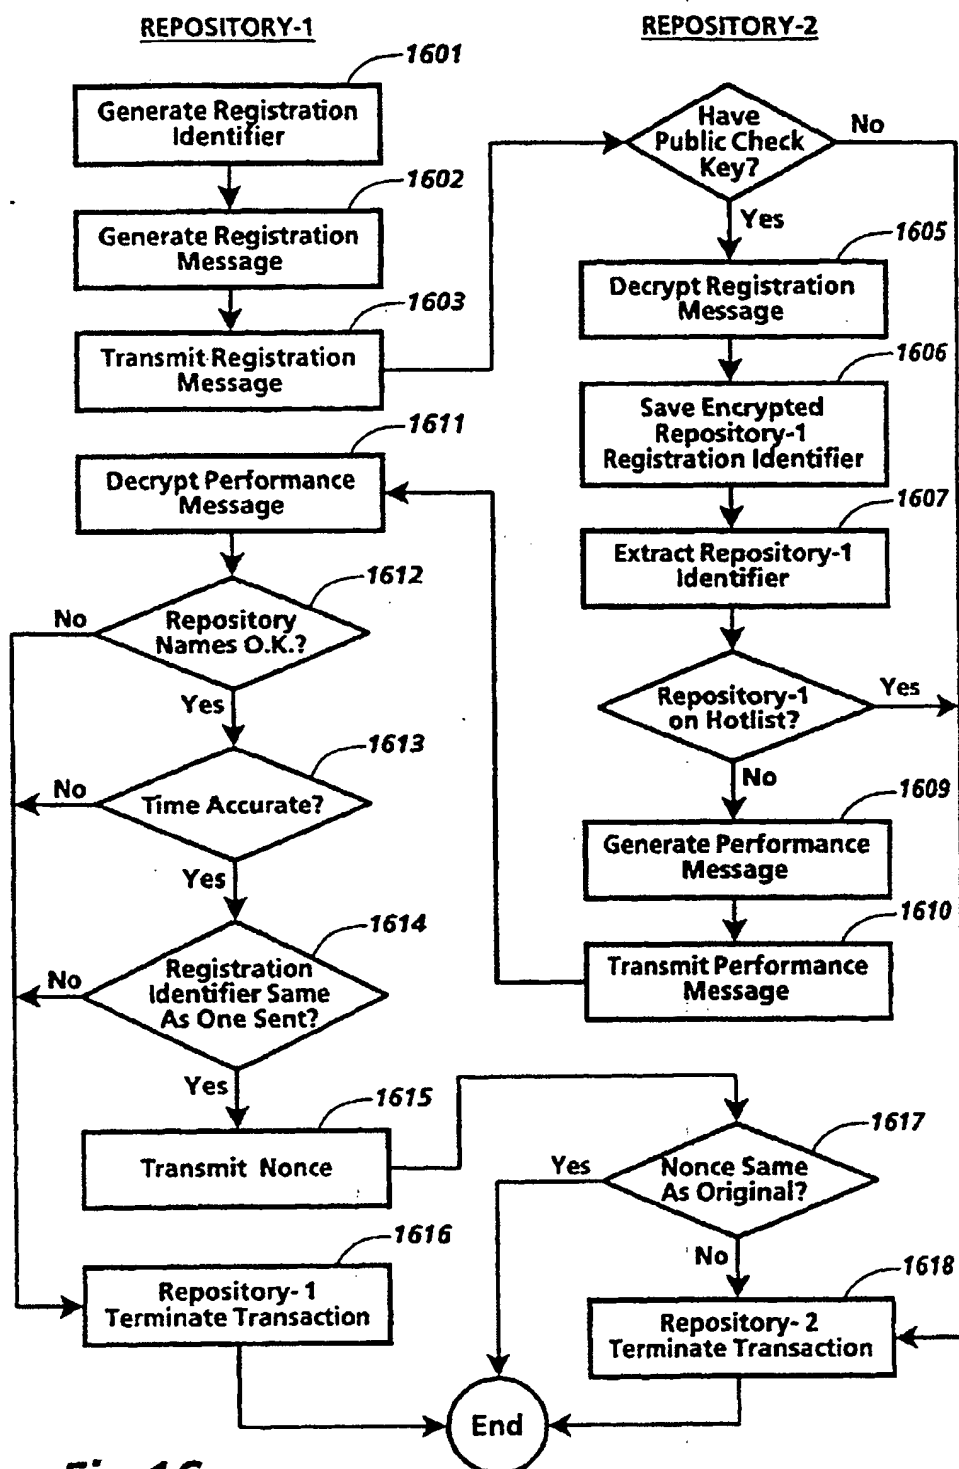 REPOSITORY-1
1601
Generate Registration
Identifier
1602
Generate Registration
Message
1603
Transmit Registration
Message
1611
Decrypt Performance
Message
1612
Repository
Names O.K.?
No
Yes
1613
Time Accurate?
No
Yes
1614
Registration
Identifier Same
As One Sent?
No
Yes
1615
Transmit Nonce
1616
Repository- 1
Terminate Transaction
REPOSITORY-2
Have
Public Check
Key?
No
Yes
1605
Decrypt Registration
Message
1606
Save Encrypted
Repository-1
Registration Identifier
1607
Extract Repository-1
Identifier
Repository-1
on Hotlist?
Yes
No
1609
Generate Performance
Message
1610
Transmit Performance
Message
1617
Nonce Same
As Original?
Yes
No
1618
Repository- 2
Terminate Transaction
End